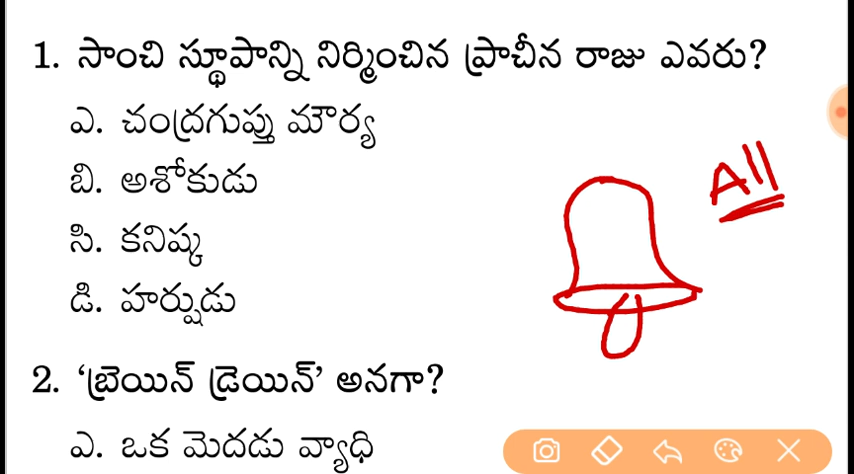 1. సాంచి స్థూపాన్ని నిర్మించిన ప్రాచీన రాజు ఎవరు?
ఎ. చంద్రగుప్తు మౌర్య
బి. అశోకుడు
సి. కనిష్క
డి. హర్షుడు
All
2. ‘బ్రెయిన్ డ్రెయిన్’ అనగా?
ఎ. ఒక మెదడు వ్యాధి